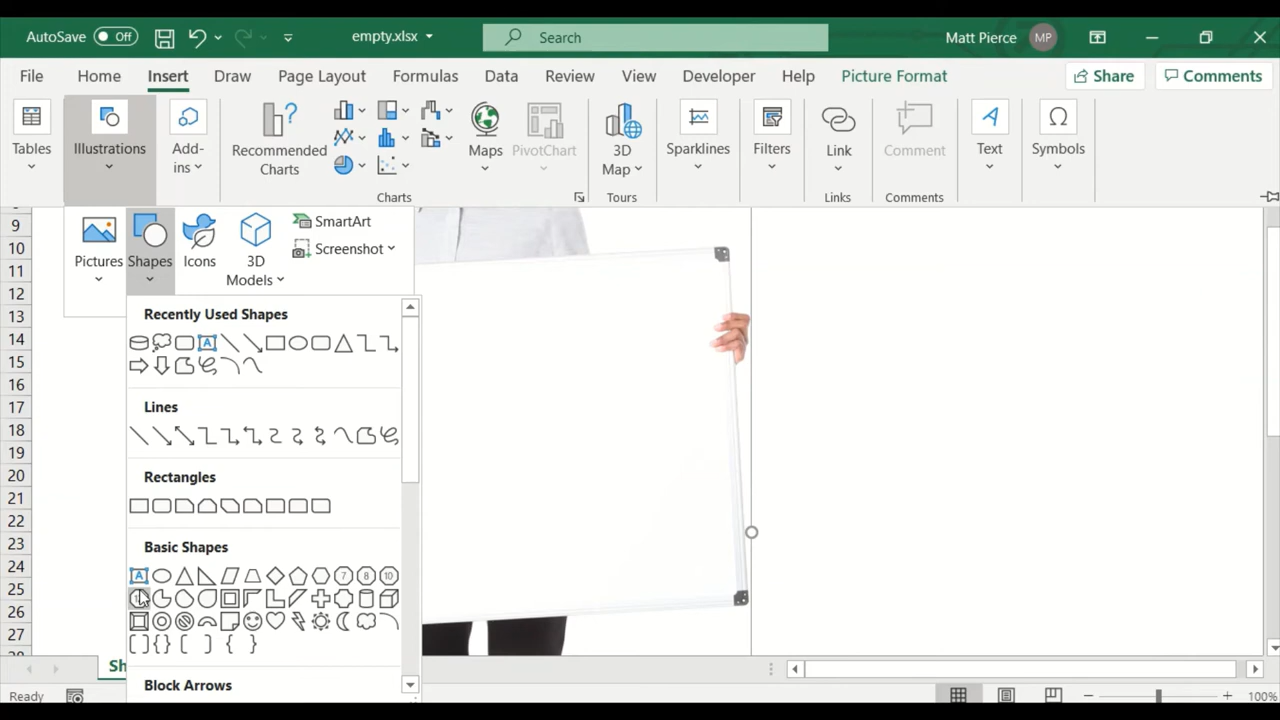 AutoSave Off empty.xlsx Search Matt Pierce MP
File Home Insert Draw Page Layout Formulas Data Review View Developer Help Picture Format Share Comments
Tables Illustrations Add-ins Recommended Charts Maps PivotChart 3D Map Sparklines Filters Link Comment Text Symbols
Charts Tours Links Comments
Pictures Shapes Icons 3D Models SmartArt
Screenshot
9
10
11
12
13
14
15
16
17
18
19
20
21
22
23
24
25
26
27
Recently Used Shapes
A
Lines
Rectangles
Basic Shapes
A 7 8 10
Block Arrows
Sh
Ready 100%